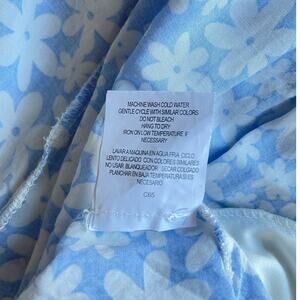 MACHINE WASH COLD WATER
GENTLE CYCLE WITH SIMILAR COLORS
DO NOT BLEACH
HANG TO DRY
IRON ON LOW TEMPERATURE IF
NECESSARY
LAVAR A MAQUINA EN AGUA FRIA CICLO
LENTO DELICADO CON COLORES SIMILARES
NO USAR BLANQUEADOR SECAR COLGADO
PLANCHAR EN BAJA TEMPERATURA SI ES
NECESARIO
C65